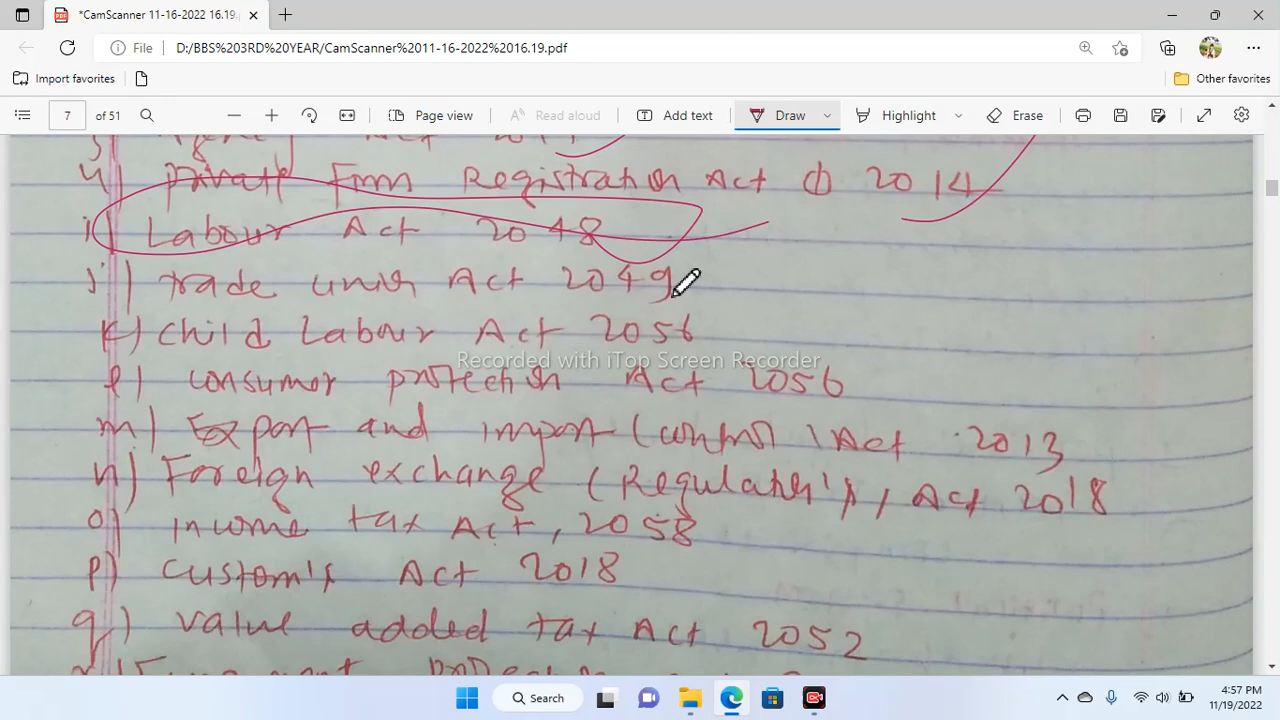 *CamScanner 11-16-2022 16.19.
File D:/BBS%203RD%20YEAR/CamScanner%2011-16-2022%2016.19.pdf
Import favorites Other favorites
7 of 51 Page view Read aloud Add text Draw Highlight Erase
Private Firm Registration Act 2014
i) Labour Act 2048
j) trade union Act 2049
k) child Labour Act 2056
l) consumer protection Act 2056
m) Export and import (control) Act 2013
n) Foreign exchange (Regulation), Act 2018
o) income tax Act, 2058
p) custom's Act 2018
q) value added tax Act 2052
Recorded with iTop Screen Recorder
Search
4:57 PM
11/19/2022